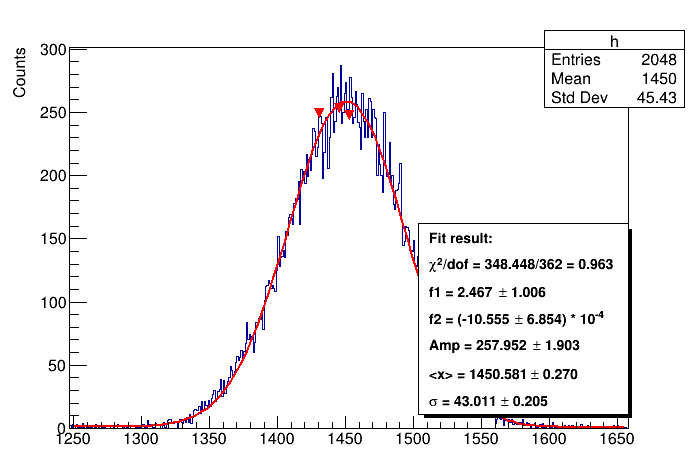 h
Entries 2048
Mean 1450
Std Dev 45.43
Counts
300
250
200
150
100
50
0
Fit result:
χ²/dof = 348.448/362 = 0.963
f1 = 2.467 ± 1.006
f2 = (-10.555 ± 6.854) * 10⁻⁴
Amp = 257.952 ± 1.903
<x> = 1450.581 ± 0.270
σ = 43.011 ± 0.205
1250 1300 1350 1400 1450 1500 1550 1600 1650